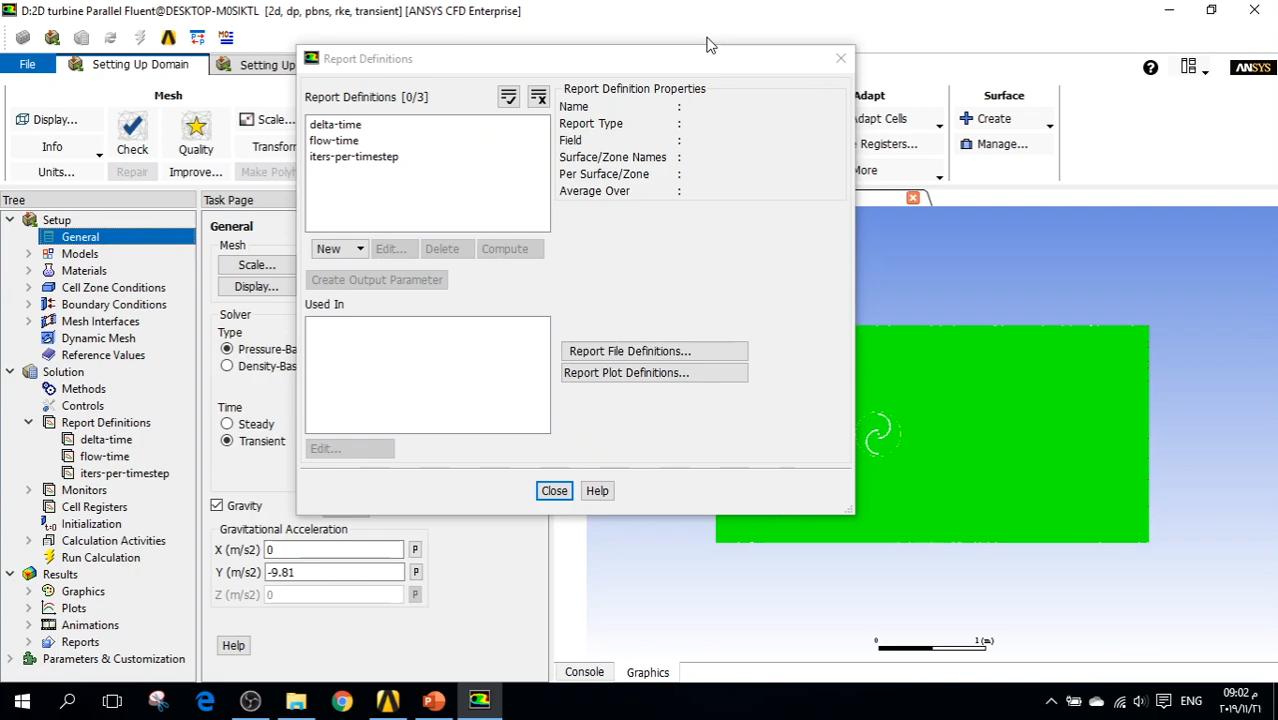 D:2D turbine Parallel Fluent@DESKTOP-M0SIKTL [2d, dp, pbns, rke, transient] [ANSYS CFD Enterprise]
File
Setting Up Domain
Setting Up
ANSYS
Mesh
Display...
Info
Units...
Check
Repair
Quality
Improve...
Scale...
Transfor
Make Poly
Adapt
dapt Cells
Registers...
More
Surface
Create
Manage...
Tree
Setup
General
Models
Materials
Cell Zone Conditions
Boundary Conditions
Mesh Interfaces
Dynamic Mesh
Reference Values
Solution
Methods
Controls
Report Definitions
delta-time
flow-time
iters-per-timestep
Monitors
Cell Registers
Initialization
Calculation Activities
Run Calculation
Results
Graphics
Plots
Animations
Reports
Parameters & Customization
Task Page
General
Mesh
Scale...
Display...
Solver
Type
Pressure-Ba
Density-Bas
Time
Steady
Transient
Gravity
Gravitational Acceleration
X (m/s2) 0 P
Y (m/s2) -9.81 P
Z (m/s2) 0 P
Help
Report Definitions
Report Definitions [0/3]
delta-time
flow-time
iters-per-timestep
New
Edit...
Delete
Compute
Create Output Parameter
Used In
Edit...
Report Definition Properties
Name :
Report Type :
Field :
Surface/Zone Names :
Per Surface/Zone :
Average Over :
Report File Definitions...
Report Plot Definitions...
Close
Help
0 1 (m)
Console
Graphics
ENG
09:02 م
٢٠١٩/١١/٢١